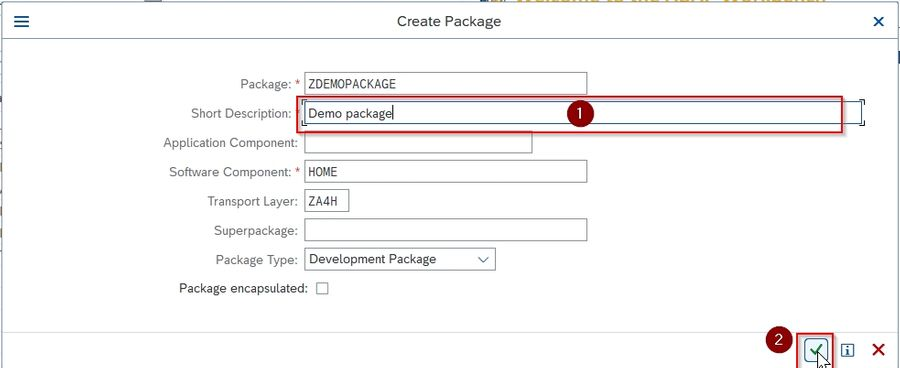 Create Package
Package: * ZDEMOPACKAGE
Short Description: * Demo package
1
Application Component:
Software Component: * HOME
Transport Layer: ZA4H
Superpackage:
Package Type: Development Package
Package encapsulated:
2